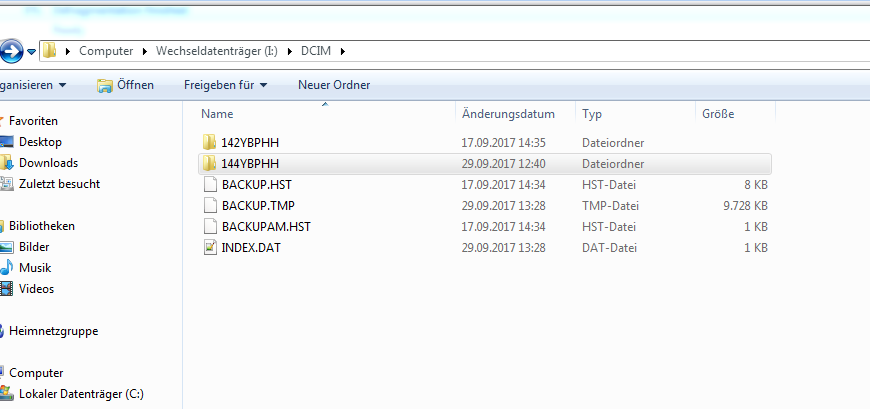 Computer Wechseldatenträger (I:) DCIM
ganisieren Öffnen Freigeben für Neuer Ordner
Name Änderungsdatum Typ Größe
Favoriten
Desktop
Downloads
Zuletzt besucht
Bibliotheken
Bilder
Musik
Videos
Heimnetzgruppe
Computer
Lokaler Datenträger (C:)
142YBPHH 17.09.2017 14:35 Dateiordner
144YBPHH 29.09.2017 12:40 Dateiordner
BACKUP.HST 17.09.2017 14:34 HST-Datei 8 KB
BACKUP.TMP 29.09.2017 13:28 TMP-Datei 9.728 KB
BACKUPAM.HST 17.09.2017 14:34 HST-Datei 1 KB
INDEX.DAT 29.09.2017 13:28 DAT-Datei 1 KB